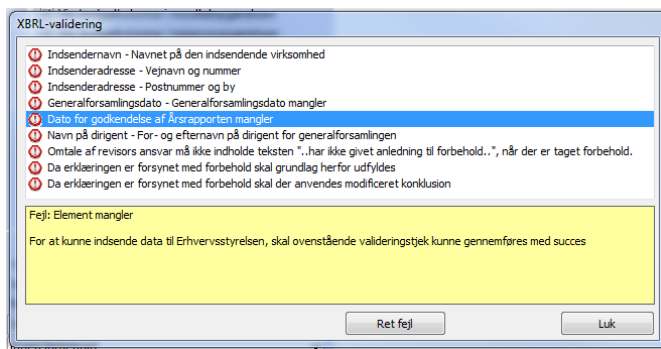 XBRL-validering
Indsendernavn - Navnet på den indsendende virksomhed
Indsenderadresse - Vejnavn og nummer
Indsenderadresse - Postnummer og by
Generalforsamlingsdato - Generalforsamlingsdato mangler
Dato for godkendelse af Årsrapporten mangler
Navn på dirigent - For- og efternavn på dirigent for generalforsamlingen
Omtale af revisors ansvar må ikke indholde teksten "..har ikke givet anledning til forbehold..", når der er taget forbehold.
Da erklæringen er forsynet med forbehold skal grundlag herfor udfyldes
Da erklæringen er forsynet med forbehold skal der anvendes modificeret konklusion
Fejl: Element mangler
For at kunne indsende data til Erhvervsstyrelsen, skal ovenstående valideringstjek kunne gennemføres med succes
Ret fejl
Luk